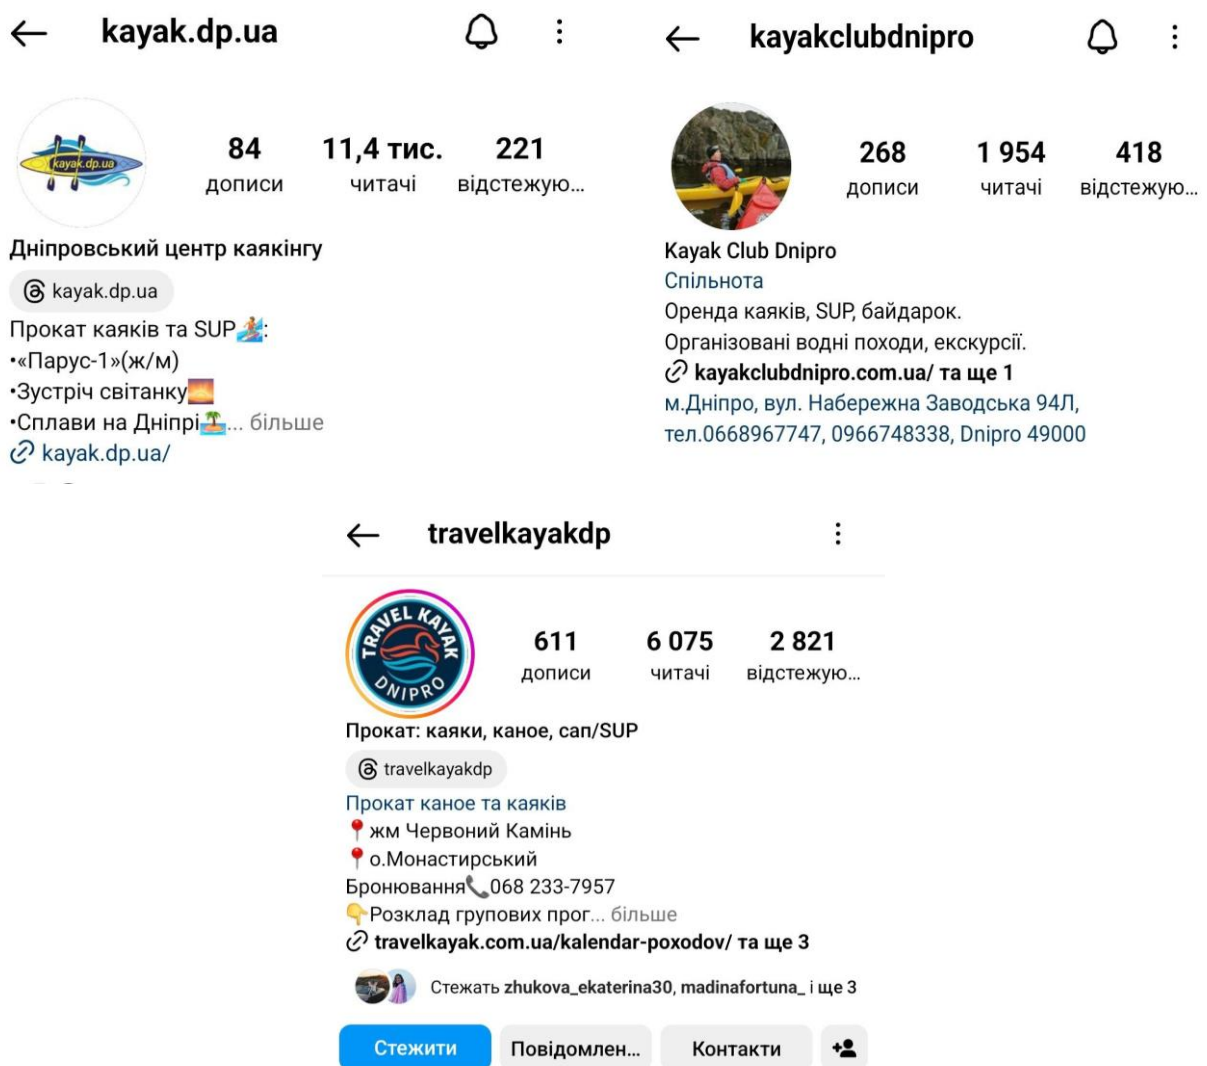 kayak.dp.ua
kayak.dp.ua
84 11,4 тис. 221
дописи читачі відстежую...
Дніпровський центр каякінгу
kayak.dp.ua
Прокат каяків та SUP:
•«Парус-1»(ж/м)
•Зустріч світанку
•Сплави на Дніпрі... більше
kayak.dp.ua/
kayakclubdnipro
268 1 954 418
дописи читачі відстежую...
Kayak Club Dnipro
Спільнота
Оренда каяків, SUP, байдарок.
Організовані водні походи, екскурсії.
kayakclubdnipro.com.ua/ та ще 1
м.Дніпро, вул. Набережна Заводська 94Л,
тел.0668967747, 0966748338, Dnipro 49000
travelkayakdp
TRAVEL KAYAK
DNIPRO
611 6 075 2 821
дописи читачі відстежую...
Прокат: каяки, каное, сап/SUP
travelkayakdp
Прокат каное та каяків
жм Червоний Камінь
о.Монастирський
Бронювання 068 233-7957
Розклад групових прог... більше
travelkayak.com.ua/kalendar-poxodov/ та ще 3
Стежать zhukova_ekaterina30, madinafortuna_ і ще 3
Стежити Повідомлен... Контакти